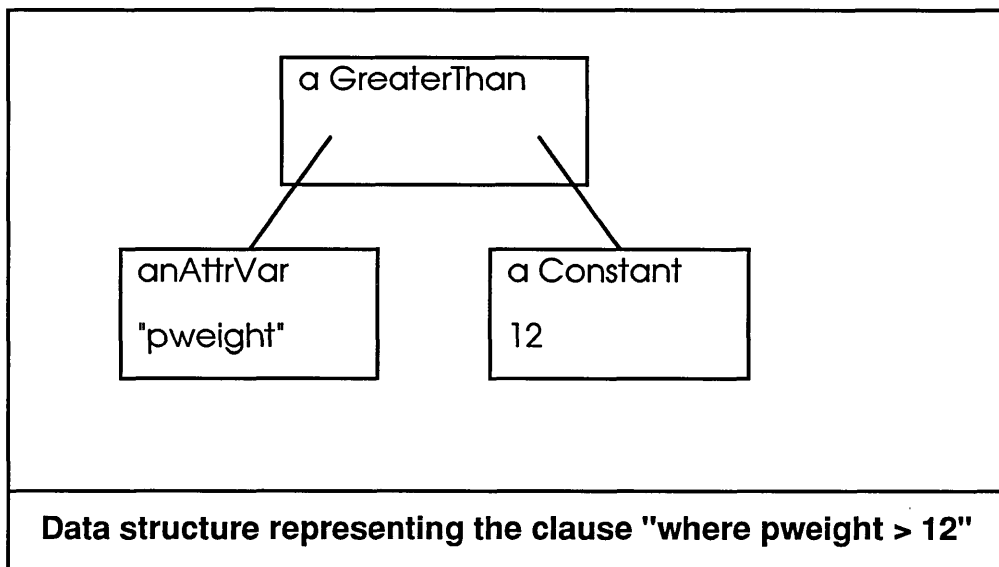 a GreaterThan
anAttrVar
"pweight"
a Constant
12
Data structure representing the clause "where pweight > 12"